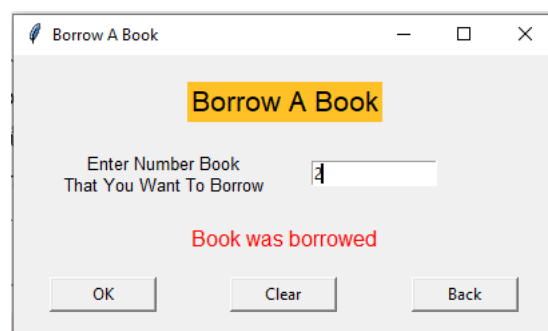 Borrow A Book
Borrow A Book
Enter Number Book
That You Want To Borrow
2
Book was borrowed
OK
Clear
Back